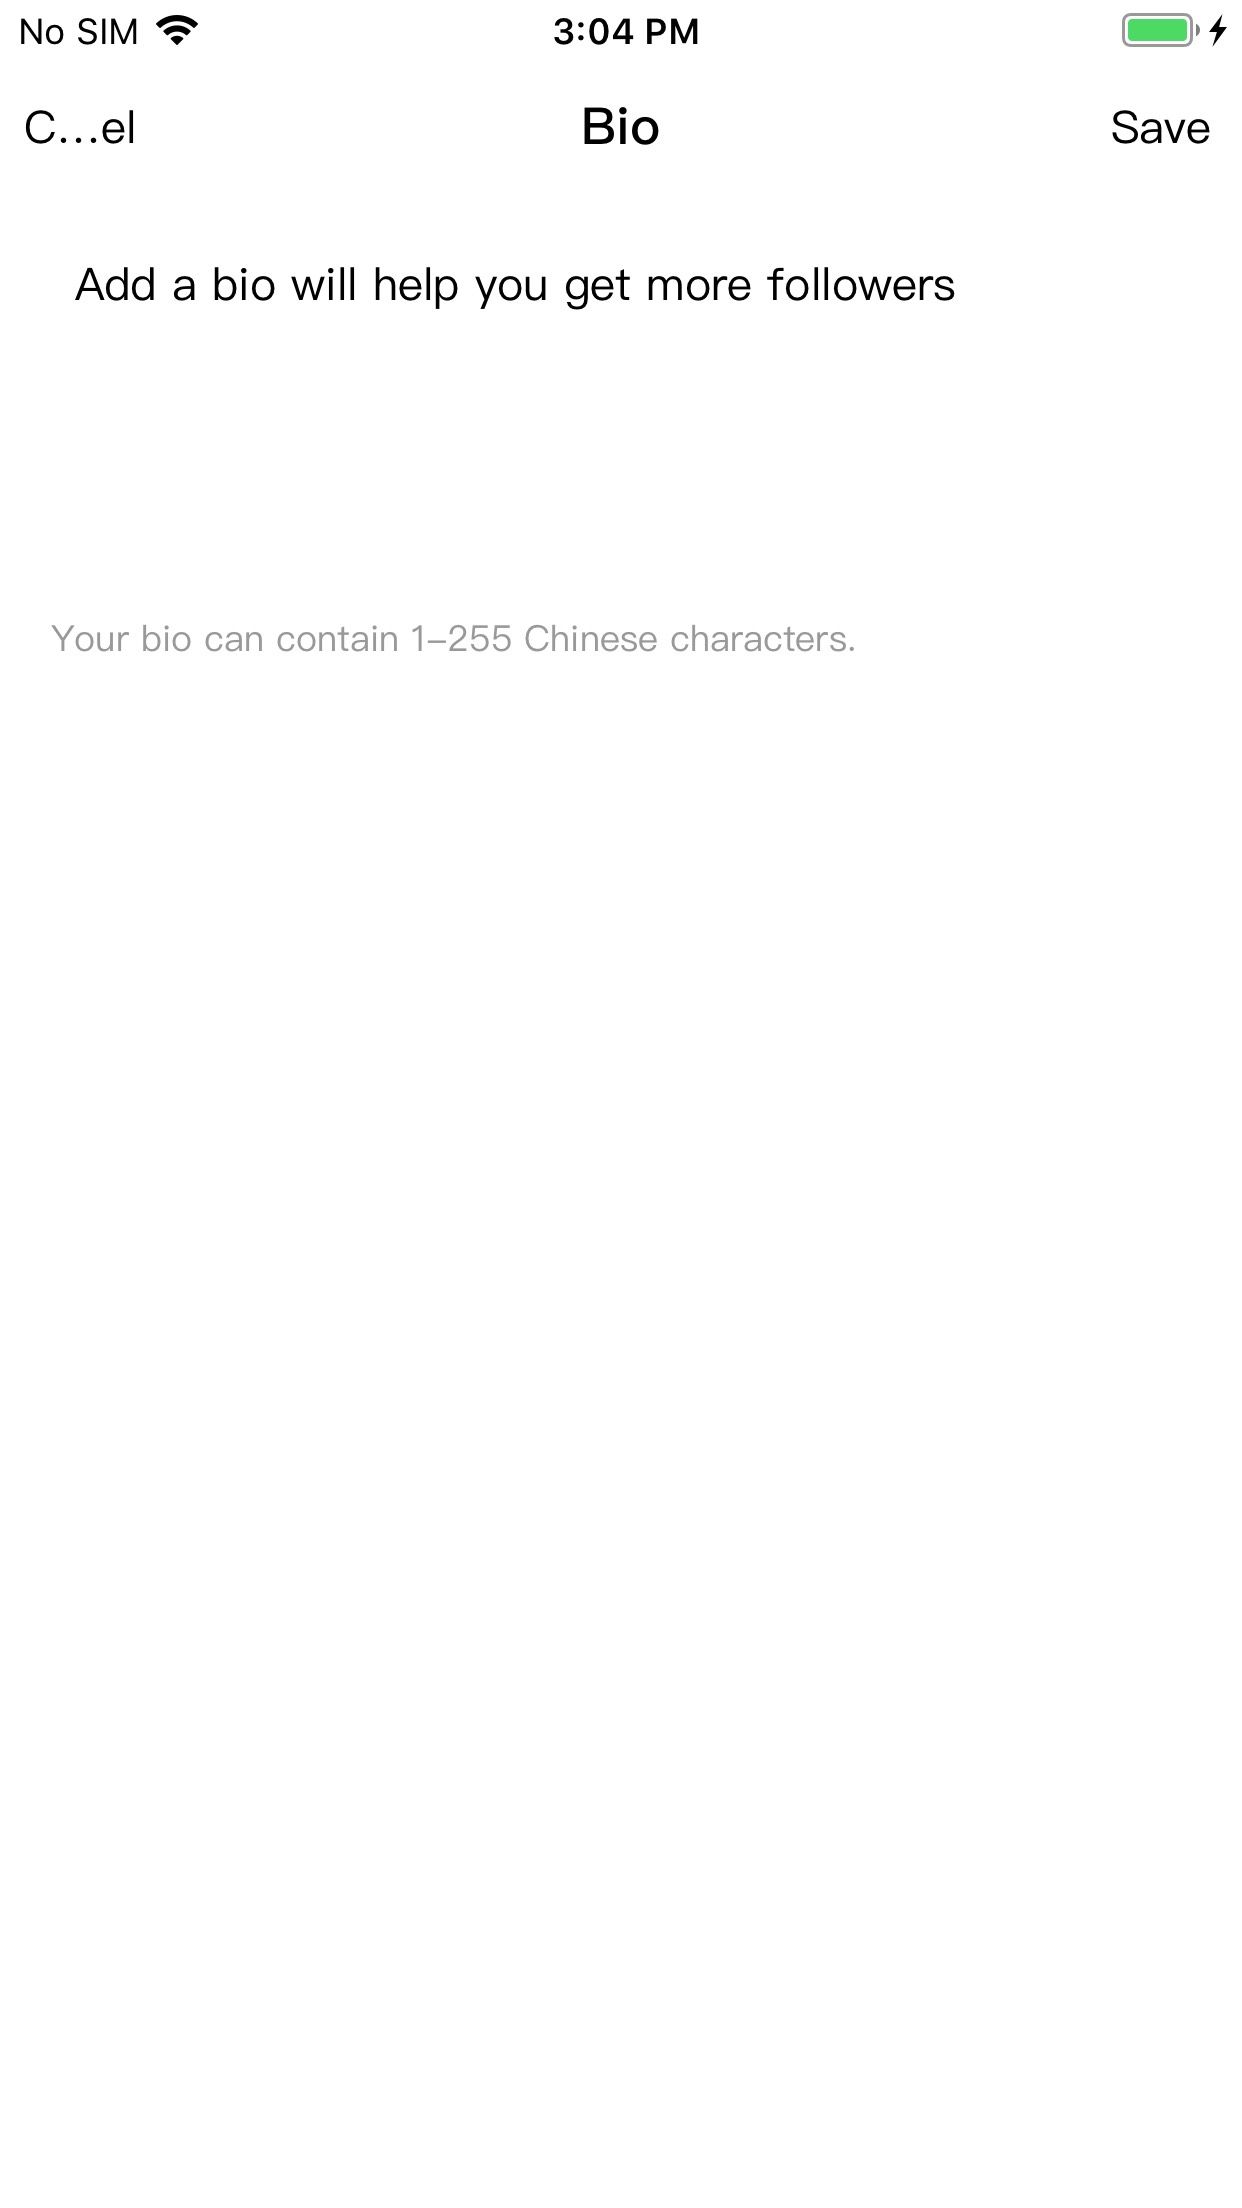 No SIM 3:04 PM
C...el Bio Save
Add a bio will help you get more followers
Your bio can contain 1-255 Chinese characters.